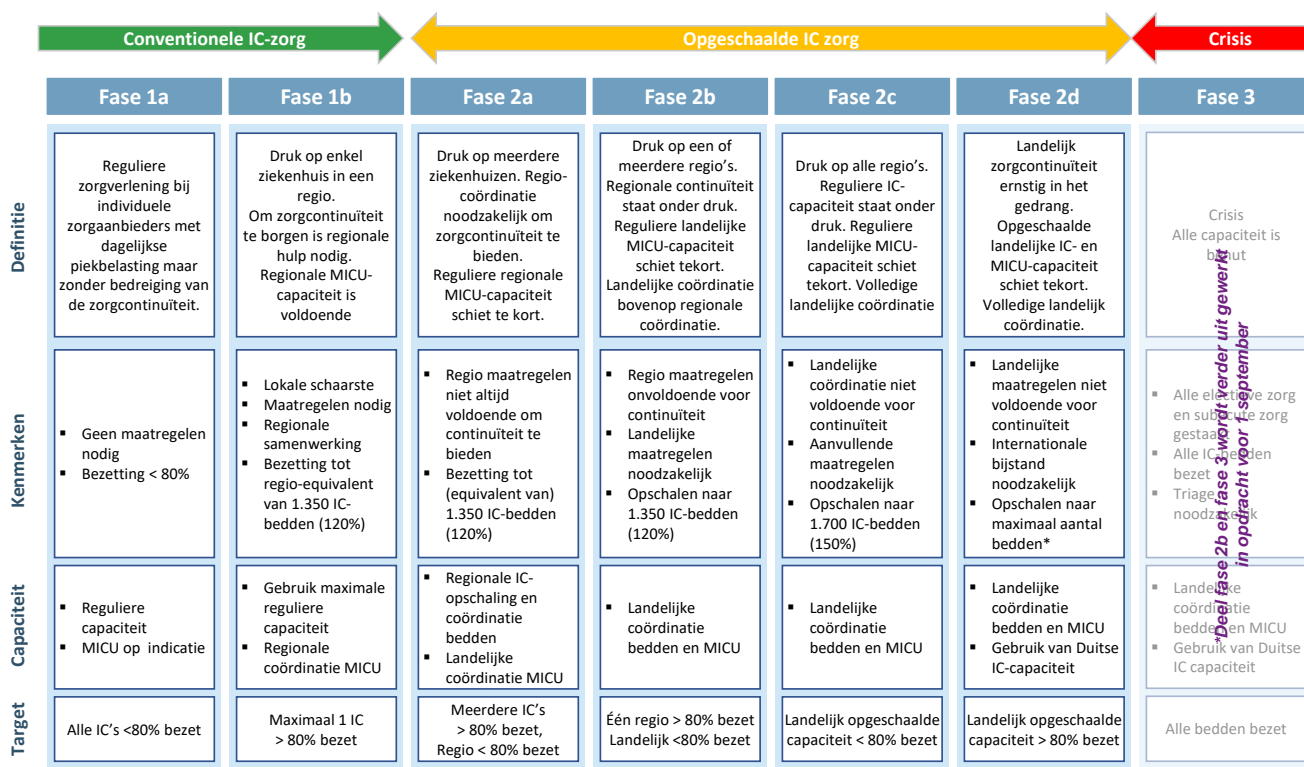 Conventionele IC-zorg
Opgeschaalde IC zorg
Crisis
Fase 1a
Fase 1b
Fase 2a
Fase 2b
Fase 2c
Fase 2d
Fase 3
Definitie
Reguliere
zorgverlening bij
individuele
zorgaanbieders met
dagelijkse
piekbelasting maar
zonder bedreiging van
de zorgcontinuïteit.
Druk op enkel
ziekenhuis in een
regio.
Om zorgcontinuïteit
te borgen is regionale
hulp nodig.
Regionale MICU-
capaciteit is
voldoende
Druk op meerdere
ziekenhuizen. Regio-
coördinatie
noodzakelijk om
zorgcontinuïteit te
bieden.
Reguliere regionale
MICU-capaciteit
schiet te kort.
Druk op een of
meerdere regio's.
Regionale continuïteit
staat onder druk.
Reguliere landelijke
MICU-capaciteit
schiet tekort.
Landelijke coördinatie
bovenop regionale
coördinatie.
Druk op alle regio's.
Reguliere IC-
capaciteit staat onder
druk. Reguliere
landelijke MICU-
capaciteit schiet
tekort. Volledige
landelijke coördinatie
Landelijk
zorgcontinuïteit
ernstig in het
gedrang.
Opgeschaalde
landelijke IC- en
MICU-capaciteit
schiet tekort.
Volledige landelijk
coördinatie.
Crisis
Alle capaciteit is
benut
Kenmerken
▪ Geen maatregelen
nodig
▪ Bezetting < 80%
▪ Lokale schaarste
▪ Maatregelen nodig
▪ Regionale
samenwerking
▪ Bezetting tot
regio-equivalent
van 1.350 IC-
bedden (120%)
▪ Regio maatregelen
niet altijd
voldoende om
continuïteit te
bieden
▪ Bezetting tot
(equivalent van)
1.350 IC-bedden
(120%)
▪ Regio maatregelen
onvoldoende voor
continuïteit
▪ Landelijke
maatregelen
noodzakelijk
▪ Opschalen naar
1.350 IC-bedden
(120%)
▪ Landelijke
coördinatie niet
voldoende voor
continuïteit
▪ Aanvullende
maatregelen
noodzakelijk
▪ Opschalen naar
1.700 IC-bedden
(150%)
▪ Landelijke
maatregelen niet
voldoende voor
continuïteit
▪ Internationale
bijstand
noodzakelijk
▪ Opschalen naar
maximaal aantal
bedden*
▪ Alle electieve zorg
en subacute zorg
gestaakt
▪ Alle IC-bedden
bezet
▪ Triage
noodzakelijk
Capaciteit
▪ Reguliere
capaciteit
▪ MICU op indicatie
▪ Gebruik maximale
reguliere
capaciteit
▪ Regionale
coördinatie MICU
▪ Regionale IC-
opschaling en
coördinatie
bedden
▪ Landelijke
coördinatie MICU
▪ Landelijke
coördinatie
bedden en MICU
▪ Landelijke
coördinatie
bedden en MICU
▪ Landelijke
coördinatie
bedden en MICU
▪ Gebruik van Duitse
IC-capaciteit
▪ Landelijke
coördinatie
bedden en MICU
▪ Gebruik van Duitse
IC capaciteit
Target
Alle IC's <80% bezet
Maximaal 1 IC
> 80% bezet
Meerdere IC's
> 80% bezet,
Regio < 80% bezet
Één regio > 80% bezet
Landelijk <80% bezet
Landelijk opgeschaalde
capaciteit < 80% bezet
Landelijk opgeschaalde
capaciteit > 80% bezet
Alle bedden bezet
*Deel fase 2b en fase 3 wordt verder uit gewerkt
in opdracht voor 1 september